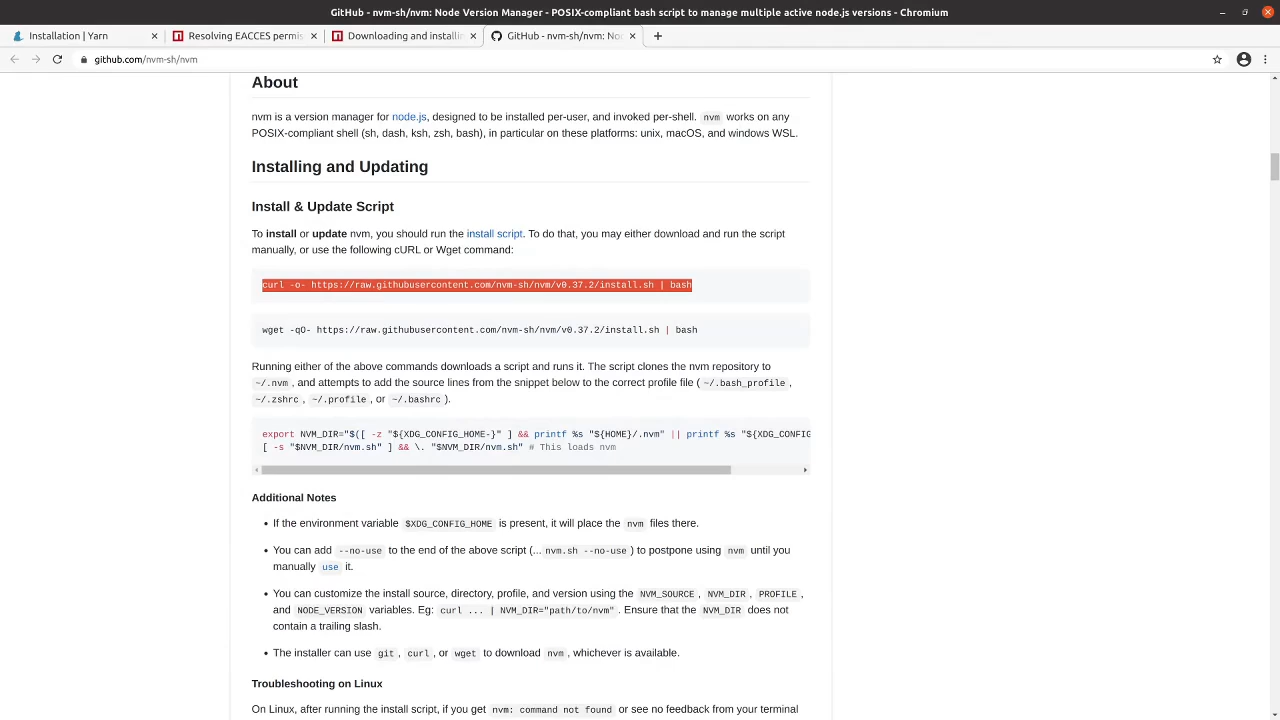 GitHub - nvm-sh/nvm: Node Version Manager - POSIX-compliant bash script to manage multiple active node.js versions - Chromium
Installation | Yarn
Resolving EACCES permis
Downloading and installin
GitHub - nvm-sh/nvm: No
github.com/nvm-sh/nvm
About
nvm is a version manager for node.js, designed to be installed per-user, and invoked per-shell. nvm works on any
POSIX-compliant shell (sh, dash, ksh, zsh, bash), in particular on these platforms: unix, macOS, and windows WSL.
Installing and Updating
Install & Update Script
To install or update nvm, you should run the install script. To do that, you may either download and run the script
manually, or use the following cURL or Wget command:
curl -o- https://raw.githubusercontent.com/nvm-sh/nvm/v0.37.2/install.sh | bash
wget -qO- https://raw.githubusercontent.com/nvm-sh/nvm/v0.37.2/install.sh | bash
Running either of the above commands downloads a script and runs it. The script clones the nvm repository to
~/.nvm, and attempts to add the source lines from the snippet below to the correct profile file (~/.bash_profile,
~/.zshrc, ~/.profile, or ~/.bashrc).
export NVM_DIR="$([ -z "${XDG_CONFIG_HOME-}" ] && printf %s "${HOME}/.nvm" || printf %s "${XDG_CONFIG
[ -s "$NVM_DIR/nvm.sh" ] && \. "$NVM_DIR/nvm.sh" # This loads nvm
Additional Notes
• If the environment variable $XDG_CONFIG_HOME is present, it will place the nvm files there.
• You can add --no-use to the end of the above script (...nvm.sh --no-use) to postpone using nvm until you
manually use it.
• You can customize the install source, directory, profile, and version using the NVM_SOURCE, NVM_DIR, PROFILE,
and NODE_VERSION variables. Eg: curl ... | NVM_DIR="path/to/nvm". Ensure that the NVM_DIR does not
contain a trailing slash.
• The installer can use git, curl, or wget to download nvm, whichever is available.
Troubleshooting on Linux
On Linux, after running the install script, if you get nvm: command not found or see no feedback from your terminal